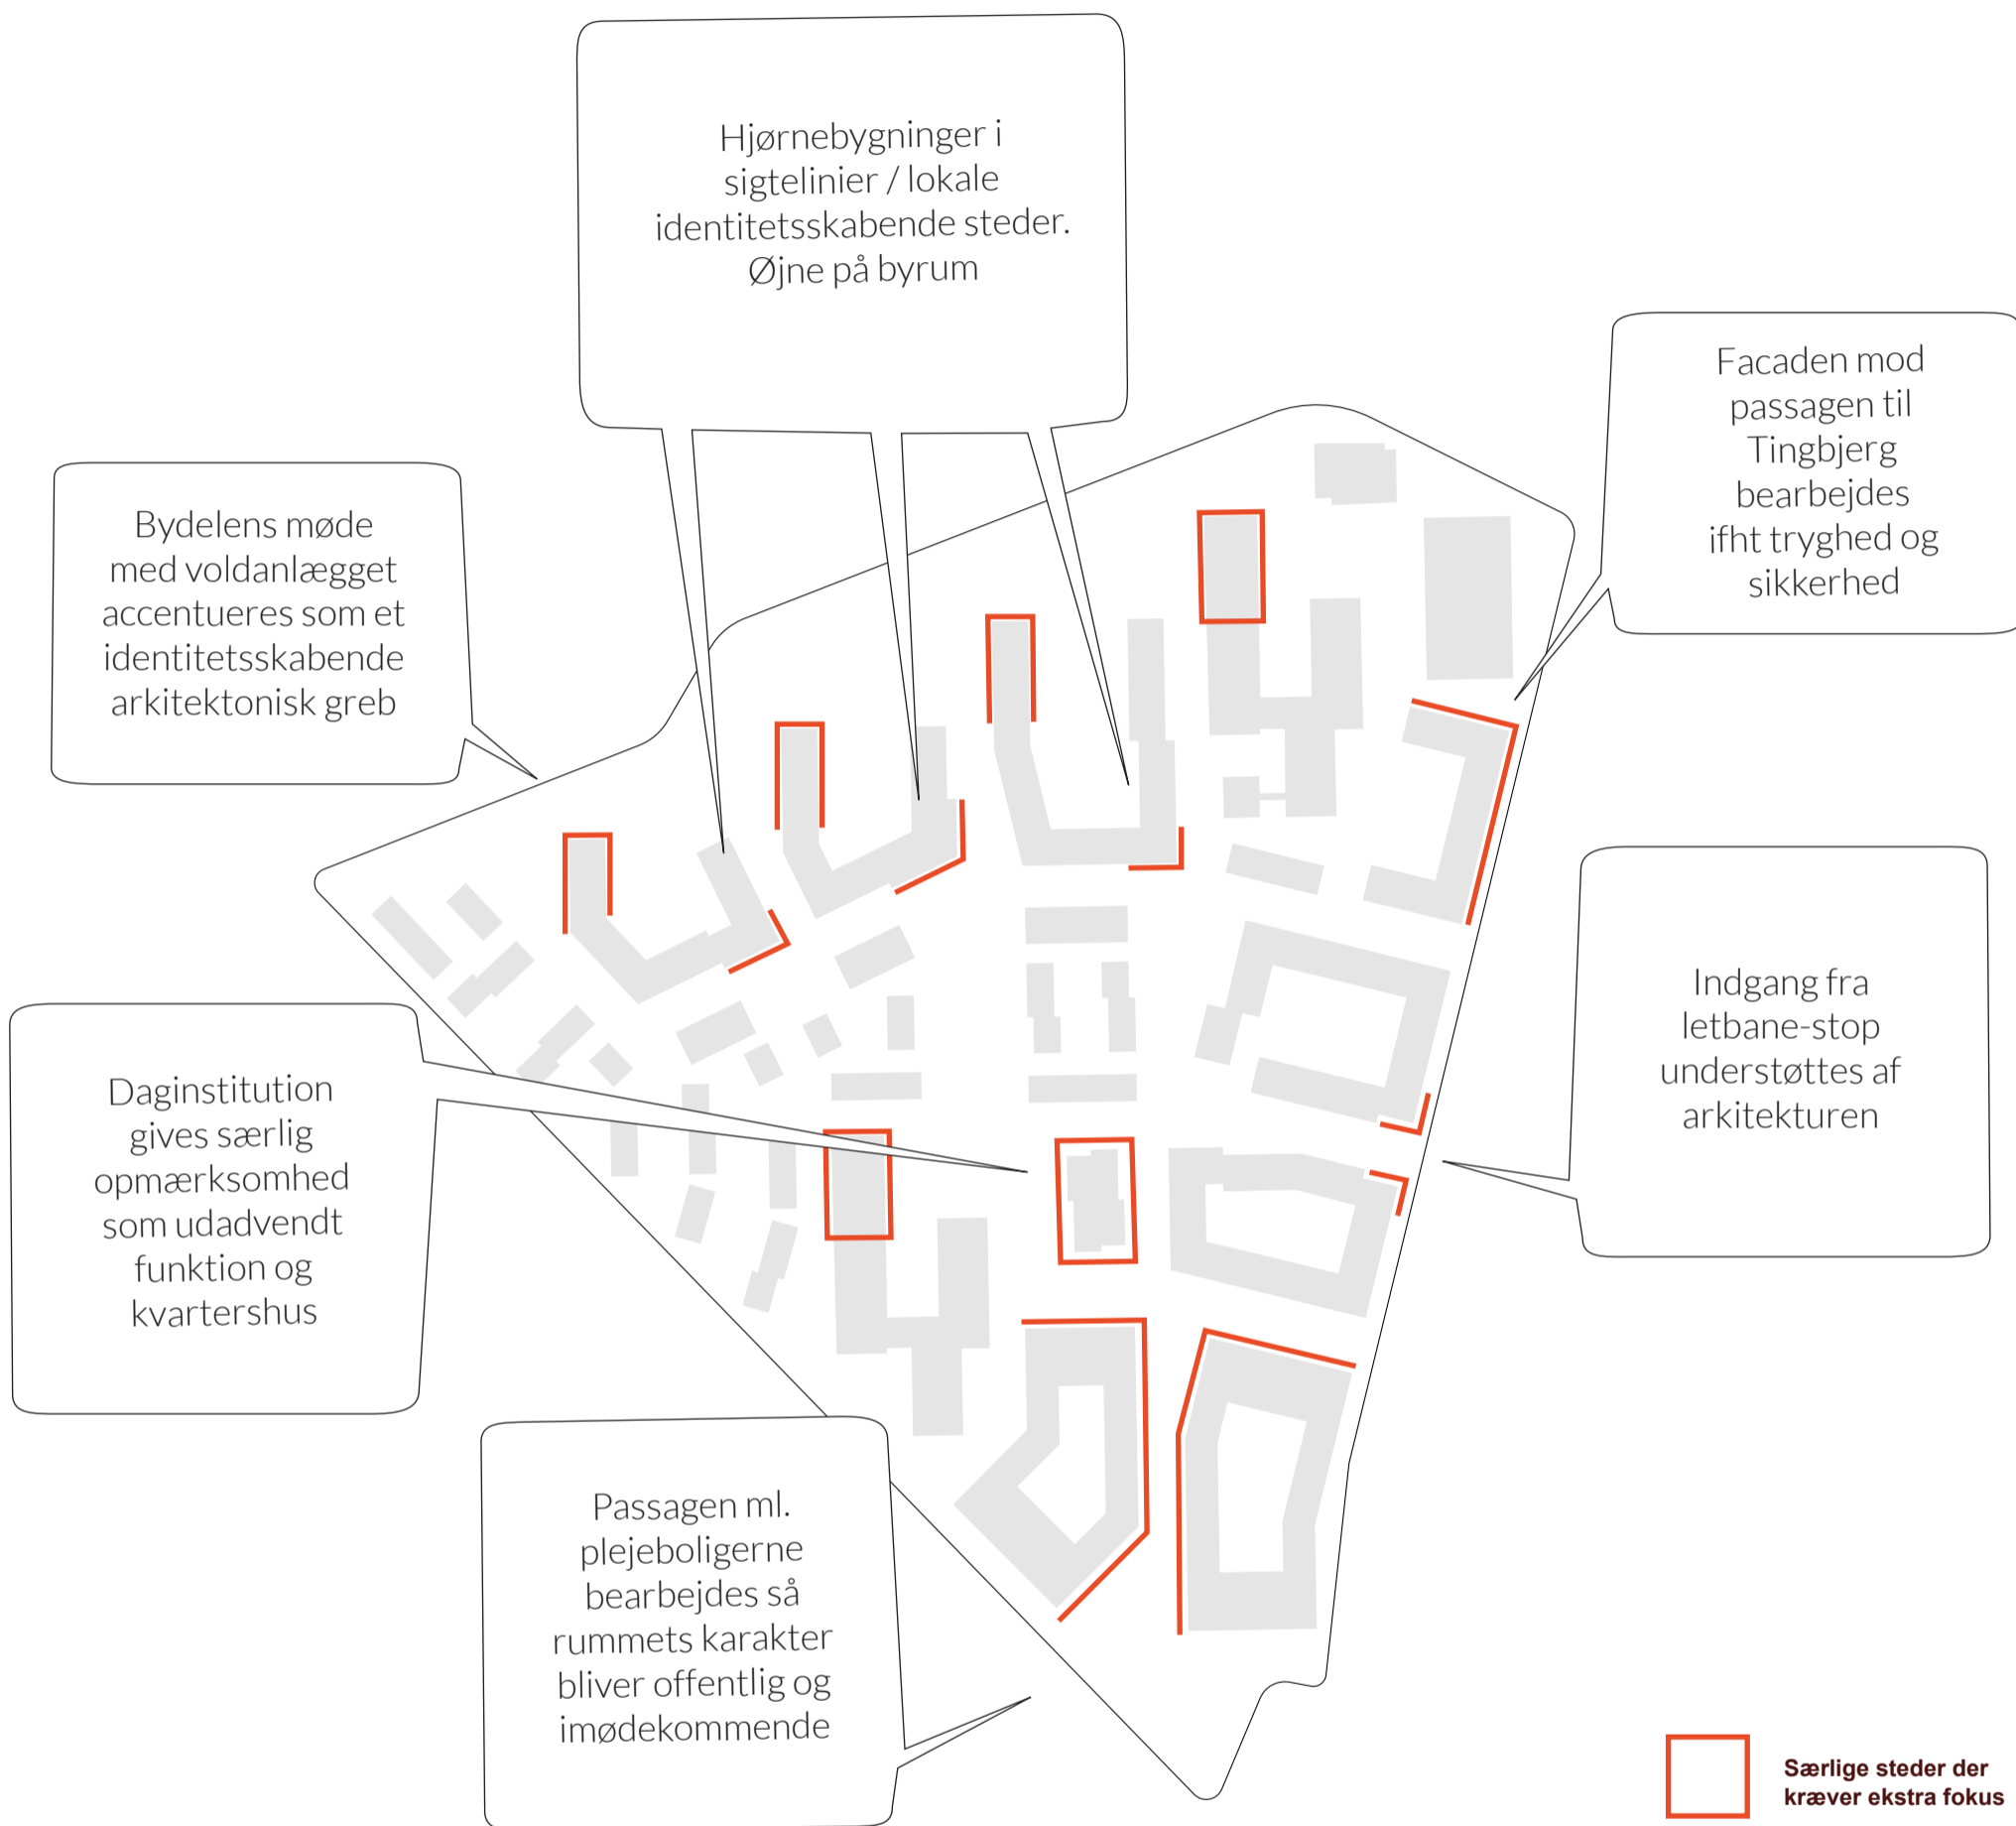 Hjørnebygninger i
sigtelinier / lokale
identitetsskabende steder.
Øjne på byrum
Facaden mod
passagen til
Tingbjerg
bearbejdes
ifht tryghed og
sikkerhed
Bydelens møde
med voldanlægget
accentueres som et
identitetsskabende
arkitektonisk greb
Indgang fra
letbane-stop
understøttes af
arkitekturen
Daginstitution
gives særlig
opmærksomhed
som udadvendt
funktion og
kvartershus
Passagen ml.
plejeboligerne
bearbejdes så
rummets karakter
bliver offentlig og
imødekommende
Særlige steder der
kræver ekstra fokus